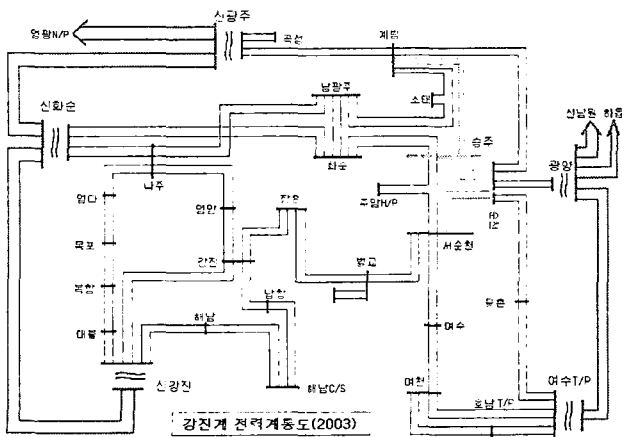 신광주
영광N/P
곡성
계림
남광주
소태
신화순
신남원
하동
승주
광양
화순
주암H/P
나주
엄다
영암
장흥
서순천
목포
강진
벌교
율촌
남창
복항
대불
해남
여수
신강진
해남C/S
여천
호남T/P
여수T/P
강진계 전력계통도(2003)